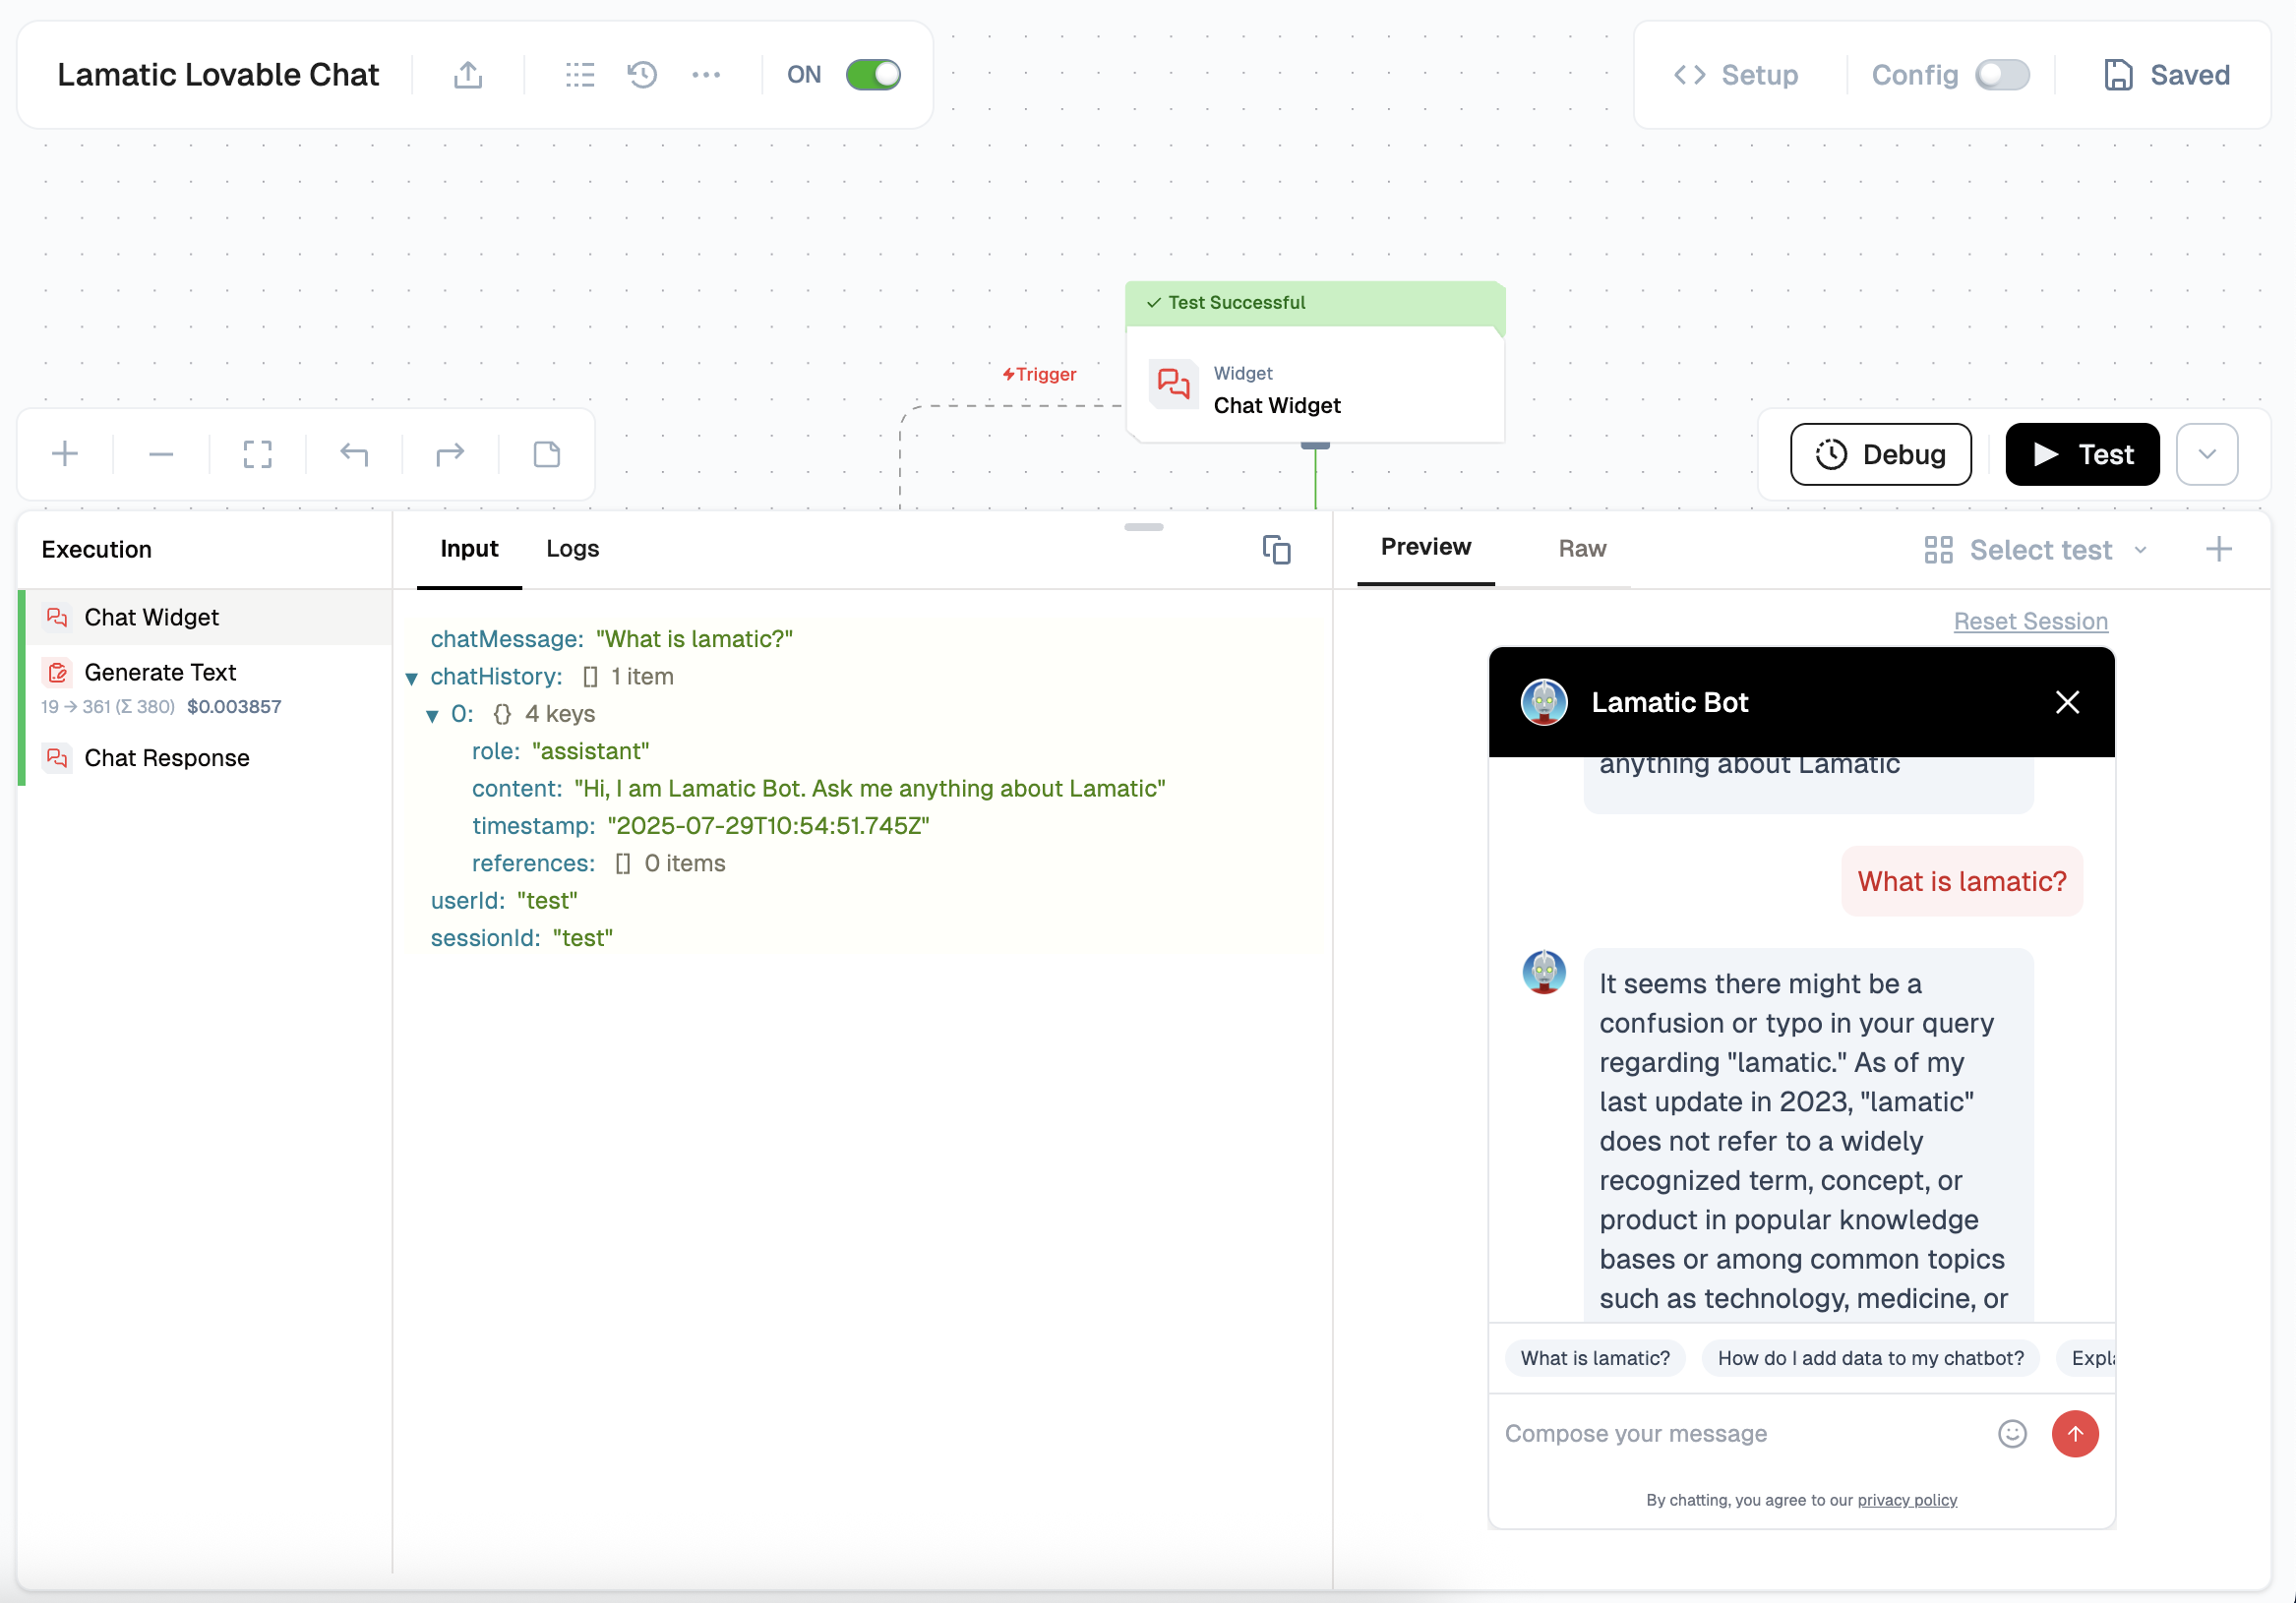 Lamatic Lovable Chat
ON
Setup
Config
Saved
Test Successful
Trigger
Widget
Chat Widget
Debug
Test
Execution
Chat Widget
Generate Text
19 → 361 (Σ 380) $0.003857
Chat Response
Input
Logs
chatMessage: "What is lamatic?"
chatHistory: [] 1 item
0: {} 4 keys
role: "assistant"
content: "Hi, I am Lamatic Bot. Ask me anything about Lamatic"
timestamp: "2025-07-29T10:54:51.745Z"
references: [] 0 items
userId: "test"
sessionId: "test"
Preview
Raw
Select test
Reset Session
Lamatic Bot
anything about Lamatic
What is lamatic?
It seems there might be a
confusion or typo in your query
regarding "lamatic." As of my
last update in 2023, "lamatic"
does not refer to a widely
recognized term, concept, or
product in popular knowledge
bases or among common topics
such as technology, medicine, or
What is lamatic?
How do I add data to my chatbot?
Compose your message
By chatting, you agree to our privacy policy